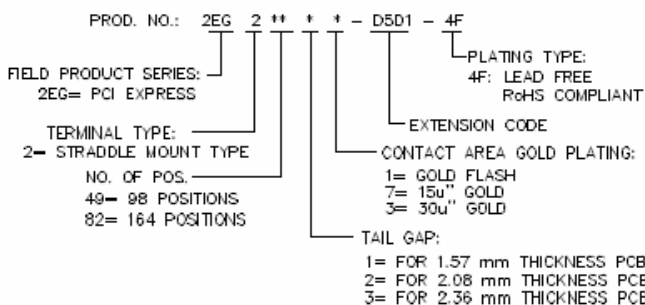 PROD. NO.: 2EG 2 ** * * - D5D1 - 4F
PLATING TYPE:
4F: LEAD FREE
RoHS COMPLIANT
FIELD PRODUCT SERIES:
2EG= PCI EXPRESS
EXTENSION CODE
TERMINAL TYPE:
2- STRADDLE MOUNT TYPE
CONTACT AREA GOLD PLATING:
1= GOLD FLASH
7= 15u" GOLD
3= 30u" GOLD
NO. OF POS.
49- 98 POSITIONS
82= 164 POSITIONS
TAIL GAP:
1= FOR 1.57 mm THICKNESS PCB
2= FOR 2.08 mm THICKNESS PCB
3= FOR 2.36 mm THICKNESS PCB